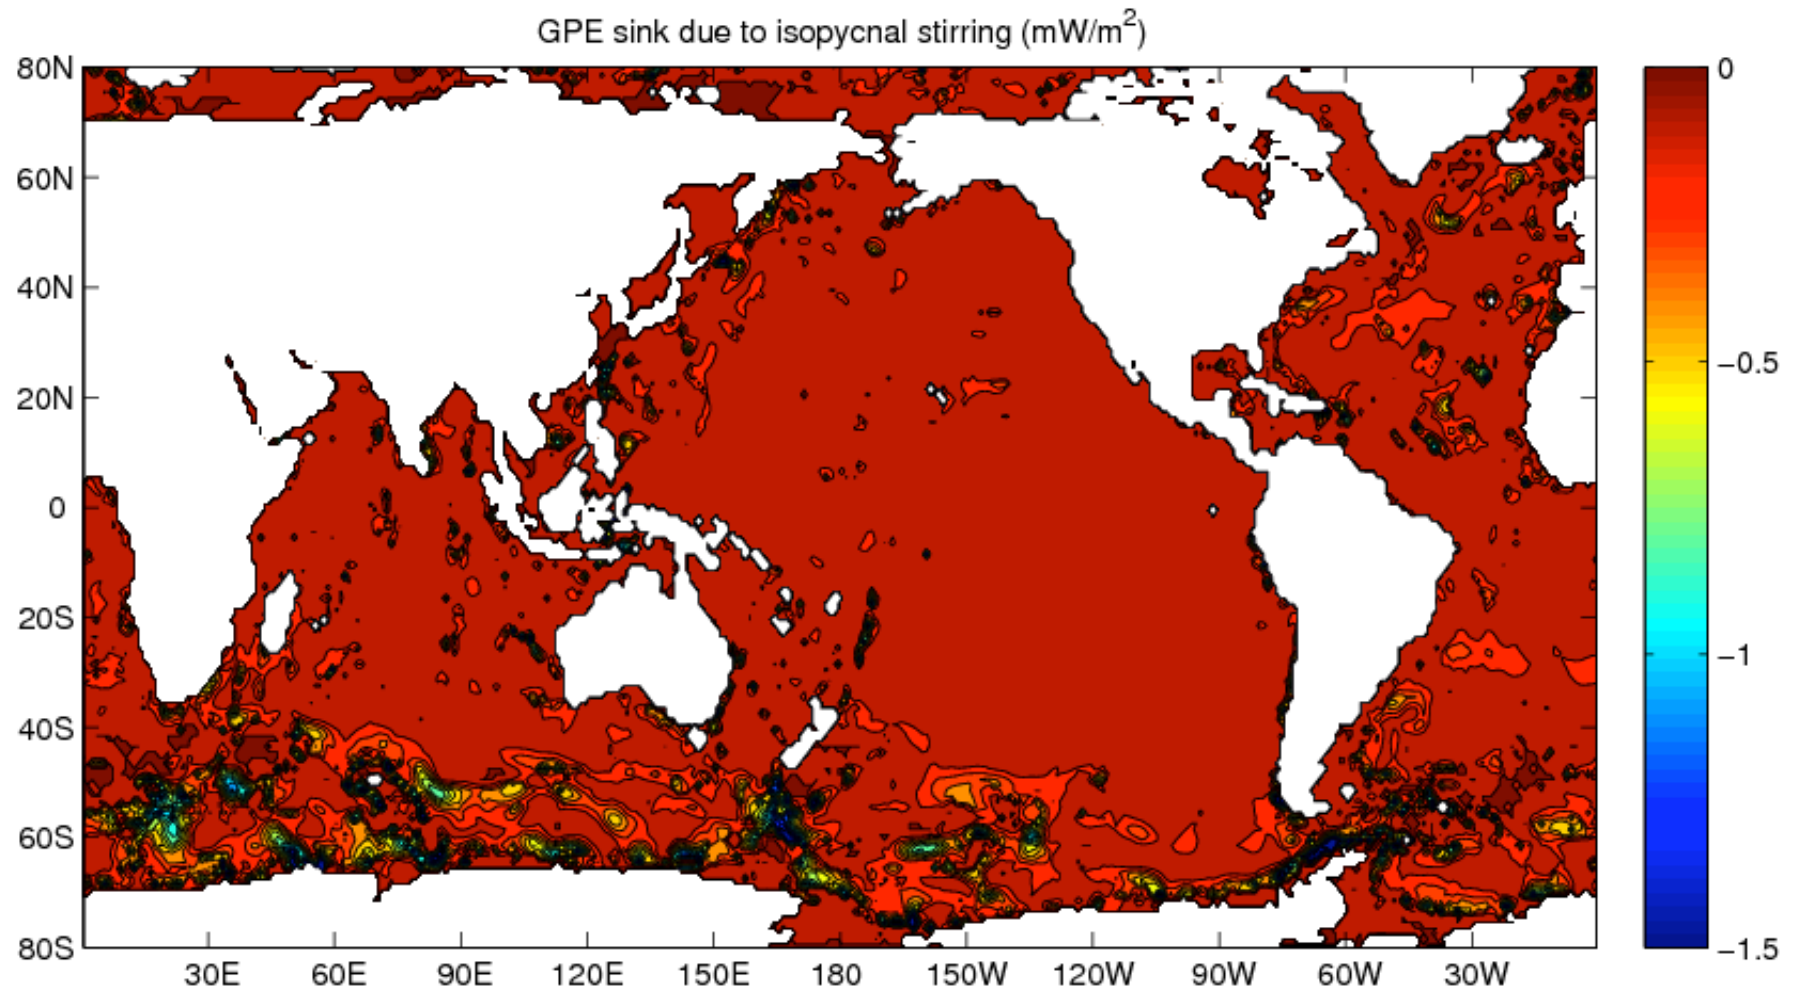 GPE sink due to isopycnal stirring (mW/m²)
80N
60N
40N
20N
0
20S
40S
60S
80S
30E 60E 90E 120E 150E 180 150W 120W 90W 60W 30W
0
−0.5
−1
−1.5